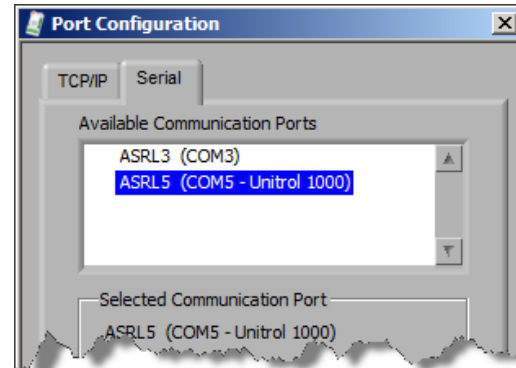 Port Configuration
TCP/IP Serial
Available Communication Ports
ASRL3 (COM3)
ASRL5 (COM5 - Unitrol 1000)
Selected Communication Port
ASRL5 (COM5 - Unitrol 1000)